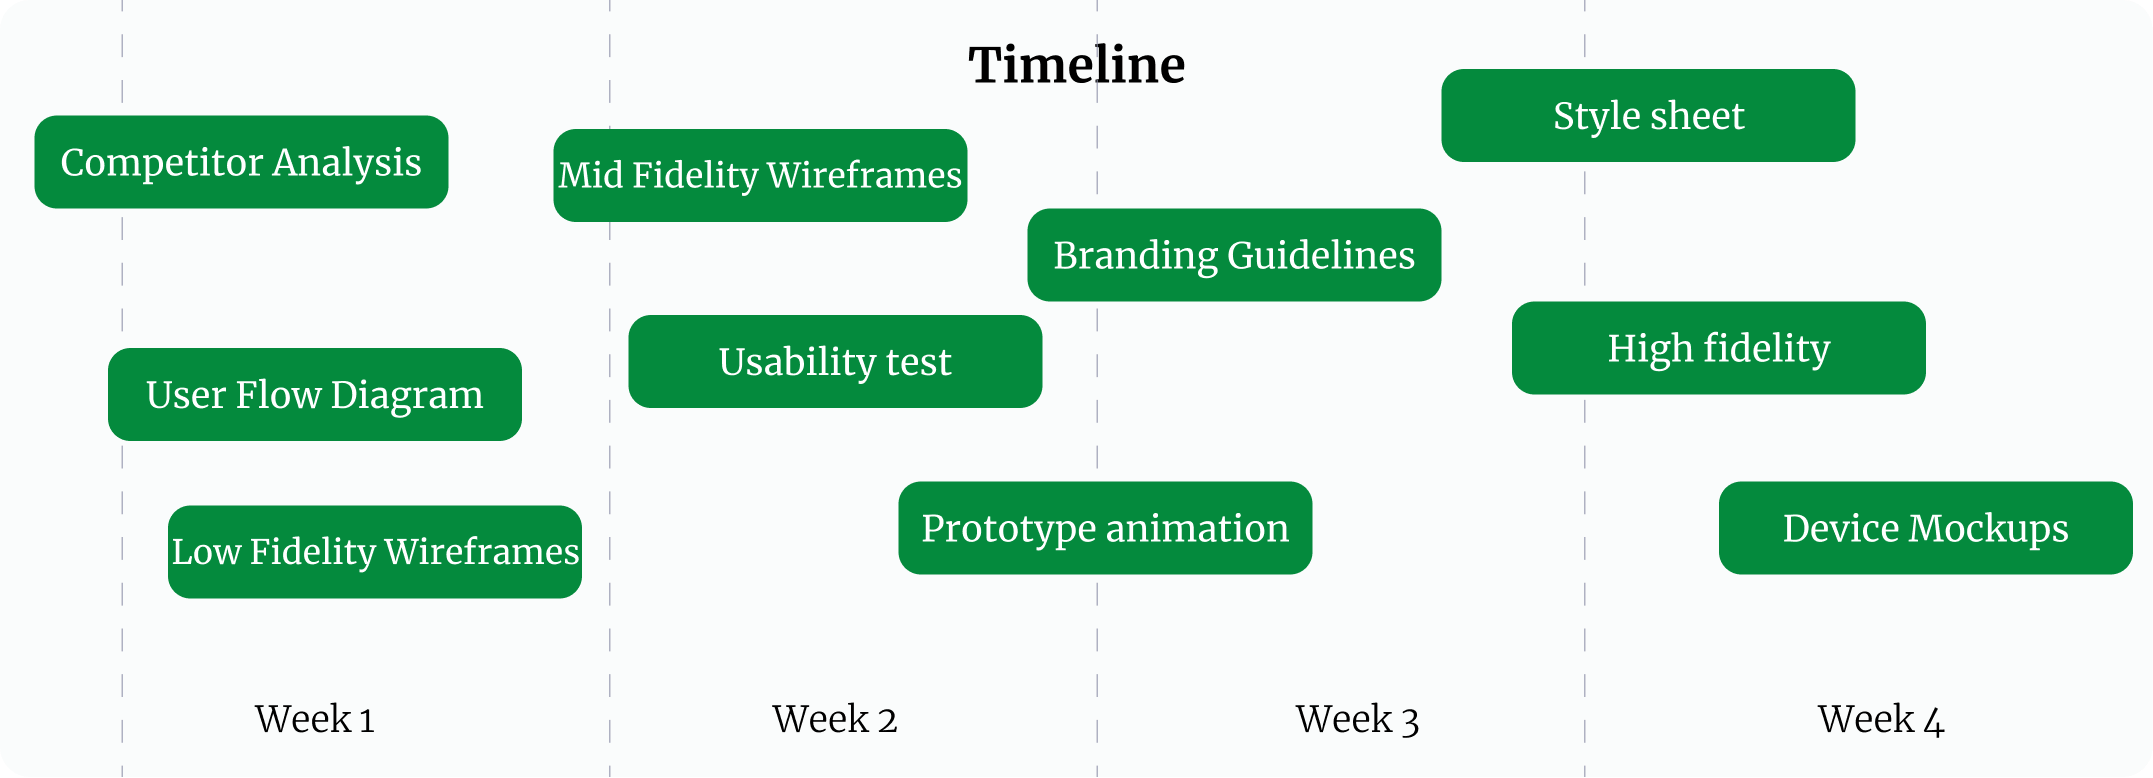 Timeline
Competitor Analysis
User Flow Diagram
Low Fidelity Wireframes
Mid Fidelity Wireframes
Usability test
Prototype animation
Branding Guidelines
Style sheet
High fidelity
Device Mockups
Week 1
Week 2
Week 3
Week 4